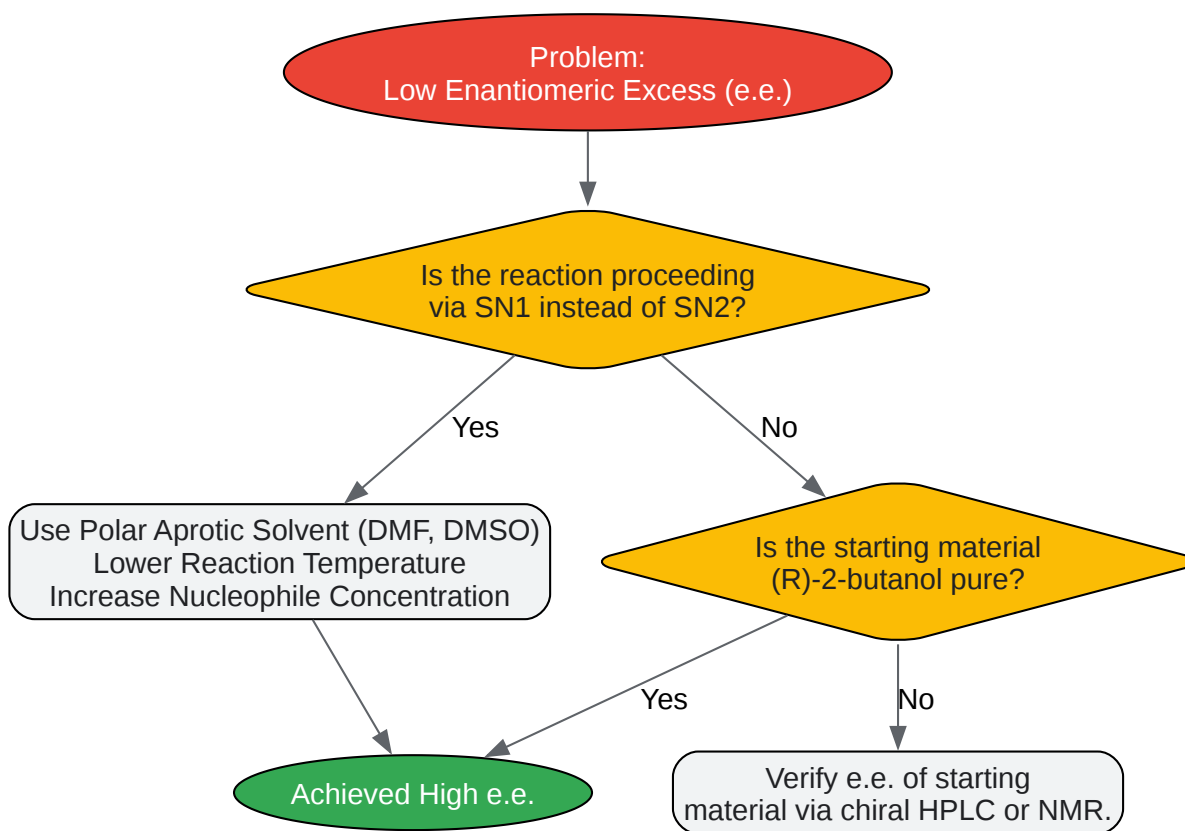 Problem:
Low Enantiomeric Excess (e.e.)
Is the reaction proceeding
via SN1 instead of SN2?
Yes
No
Use Polar Aprotic Solvent (DMF, DMSO)
Lower Reaction Temperature
Increase Nucleophile Concentration
Is the starting material
(R)-2-butanol pure?
Yes
No
Achieved High e.e.
Verify e.e. of starting
material via chiral HPLC or NMR.